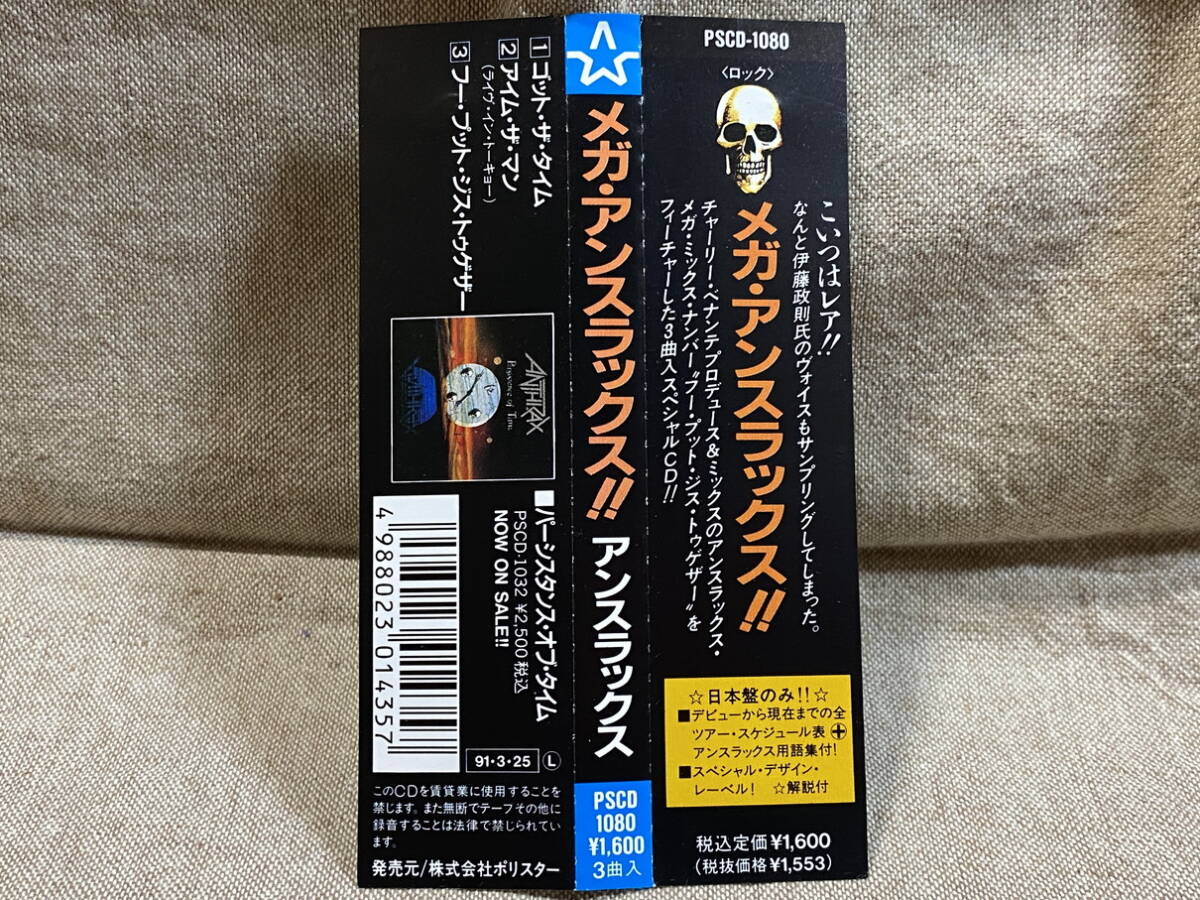 PSCD-1080
〈ロック〉
こいつはレア!!
なんと伊藤政則氏のヴォイスもサンプリングしてしまった。
メガ・アンスラックス!!
チャーリー・ベナンテプロデュース&ミックスのアンスラックス・
メガ・ミックス・ナンバー"フー・プット・ジス・トゥゲザー"を
フィーチャーした3曲入スペシャルCD!!
☆日本盤のみ!!☆
■デビューから現在までの全
ツアー・スケジュール表+
アンスラックス用語集付!
■スペシャル・デザイン・
レーベル! ☆解説付
税込定価¥1,600
(税抜価格¥1,553)
メガ・アンスラックス!! アンスラックス
PSCD
1080
¥1,600
3曲入
1 ゴット・ザ・タイム
2 アイム・ザ・マン
(ライヴ・イン・トーキョー)
3 フー・プット・ジス・トゥゲザー
ANTHRAX
Persistence of Time
■パーシスタンス・オブ・タイム
PSCD-1032 ¥2,500税込
NOW ON SALE!!
4 988023 014357
91・3・25 L
このCDを賃貸業に使用することを
禁じます。また無断でテープその他に
録音することは法律で禁じられてい
ます。
発売元/株式会社ポリスター